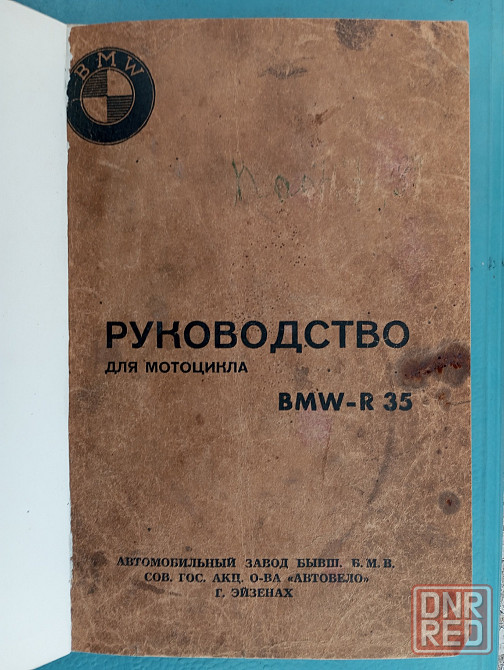 BMW
РУКОВОДСТВО
ДЛЯ МОТОЦИКЛА
BMW-R 35
АВТОМОБИЛЬНЫЙ ЗАВОД БЫВШ. Б. М. В.
СОВ. ГОС. АКЦ. О-ВА «АВТОВЕЛО»
Г. ЭЙЗЕНАХ
DNR
RED